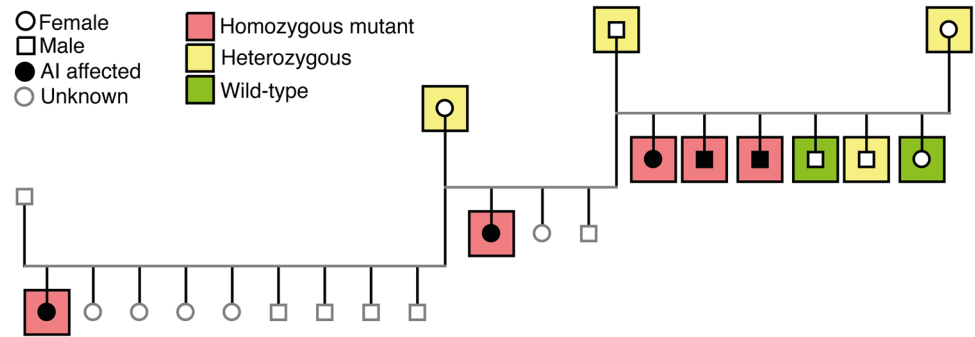 Female
Male
AI affected
Unknown
Homozygous mutant
Heterozygous
Wild-type